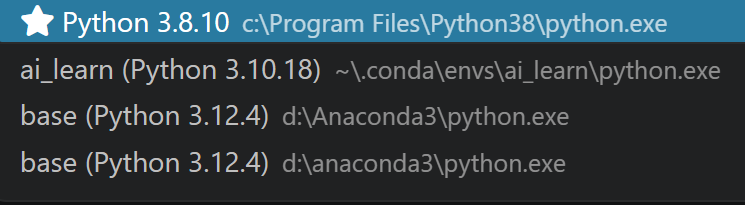 Python 3.8.10 c:\Program Files\Python38\python.exe
ai_learn (Python 3.10.18) ~\.conda\envs\ai_learn\python.exe
base (Python 3.12.4) d:\Anaconda3\python.exe
base (Python 3.12.4) d:\anaconda3\python.exe